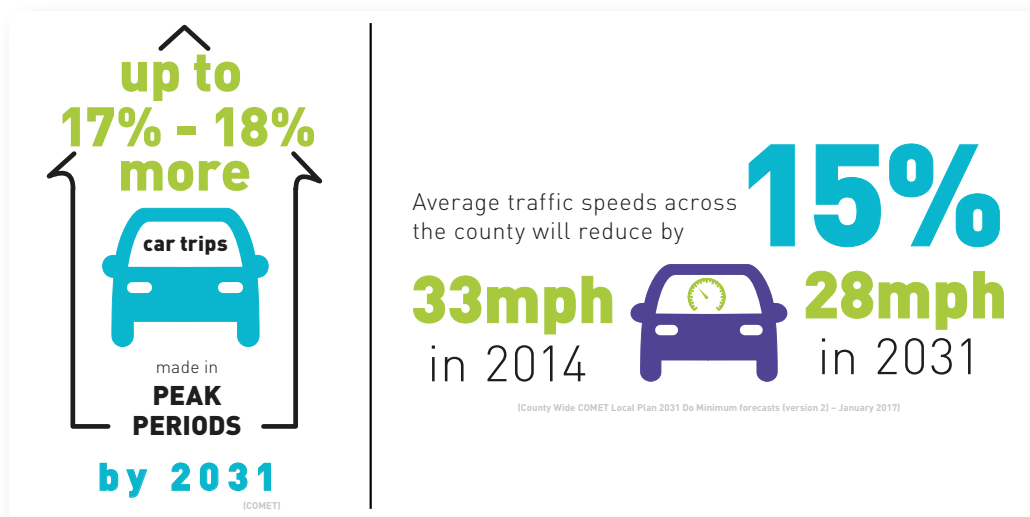 up to
17% - 18%
more
car trips
made in
PEAK
PERIODS
by 2031
(COMET)
Average traffic speeds across
the county will reduce by
15%
33mph
in 2014
28mph
in 2031
(County Wide COMET Local Plan 2031 Do Minimum forecasts (version 2) – January 2017)